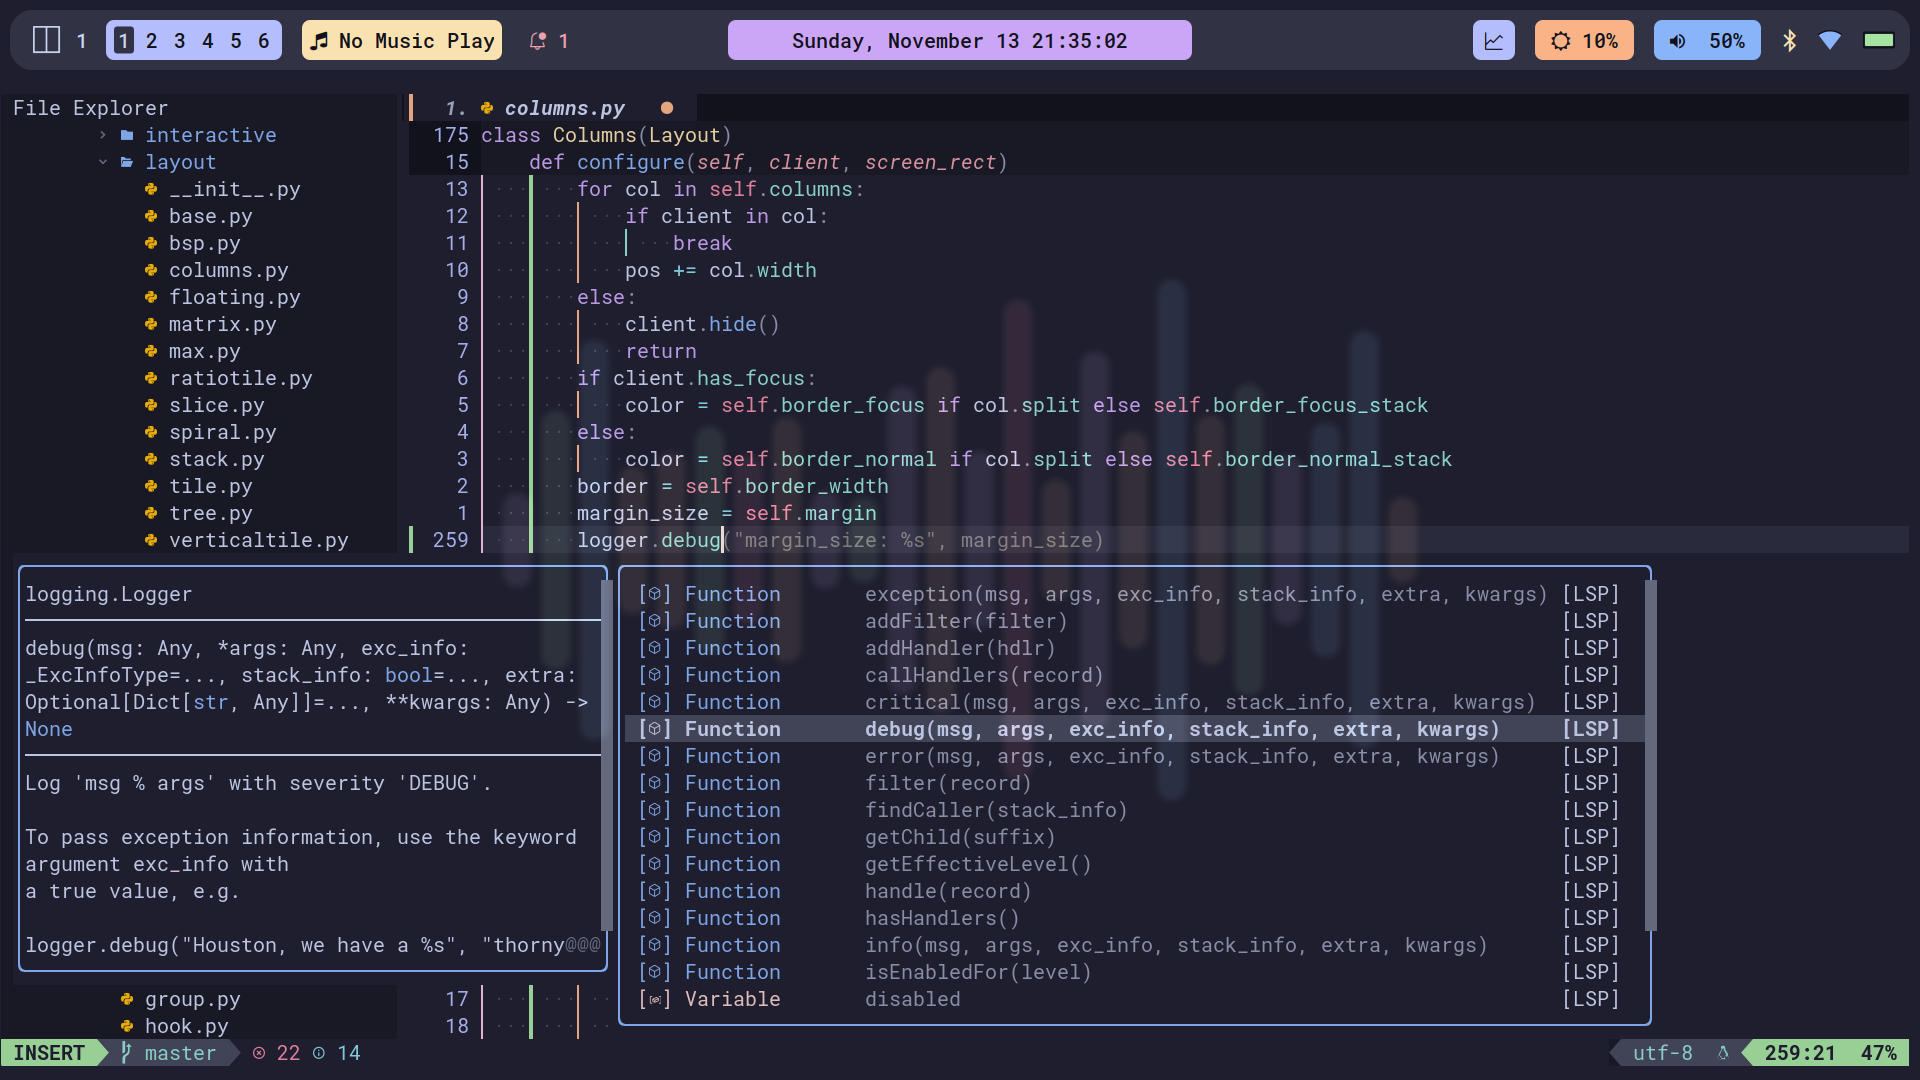 1 1 2 3 4 5 6 No Music Play 1 Sunday, November 13 21:35:02 10% 50%
File Explorer
interactive
layout
__init__.py
base.py
bsp.py
columns.py
floating.py
matrix.py
max.py
ratiotile.py
slice.py
spiral.py
stack.py
tile.py
tree.py
verticaltile.py
1. columns.py
175 class Columns(Layout)
15 def configure(self, client, screen_rect)
13 for col in self.columns:
12 if client in col:
11 break
10 pos += col.width
9 else:
8 client.hide()
7 return
6 if client.has_focus:
5 color = self.border_focus if col.split else self.border_focus_stack
4 else:
3 color = self.border_normal if col.split else self.border_normal_stack
2 border = self.border_width
1 margin_size = self.margin
259 logger.debug("margin_size: %s", margin_size)
logging.Logger
debug(msg: Any, *args: Any, exc_info:
_ExcInfoType=..., stack_info: bool=..., extra:
Optional[Dict[str, Any]]=..., **kwargs: Any) ->
None
Log 'msg % args' with severity 'DEBUG'.
To pass exception information, use the keyword
argument exc_info with
a true value, e.g.
logger.debug("Houston, we have a %s", "thorny@@@
[] Function exception(msg, args, exc_info, stack_info, extra, kwargs) [LSP]
[] Function addFilter(filter) [LSP]
[] Function addHandler(hdlr) [LSP]
[] Function callHandlers(record) [LSP]
[] Function critical(msg, args, exc_info, stack_info, extra, kwargs) [LSP]
[] Function debug(msg, args, exc_info, stack_info, extra, kwargs) [LSP]
[] Function error(msg, args, exc_info, stack_info, extra, kwargs) [LSP]
[] Function filter(record) [LSP]
[] Function findCaller(stack_info) [LSP]
[] Function getChild(suffix) [LSP]
[] Function getEffectiveLevel() [LSP]
[] Function handle(record) [LSP]
[] Function hasHandlers() [LSP]
[] Function info(msg, args, exc_info, stack_info, extra, kwargs) [LSP]
[] Function isEnabledFor(level) [LSP]
[] Variable disabled [LSP]
group.py
hook.py
17
18
INSERT master 22 14 utf-8 259:21 47%